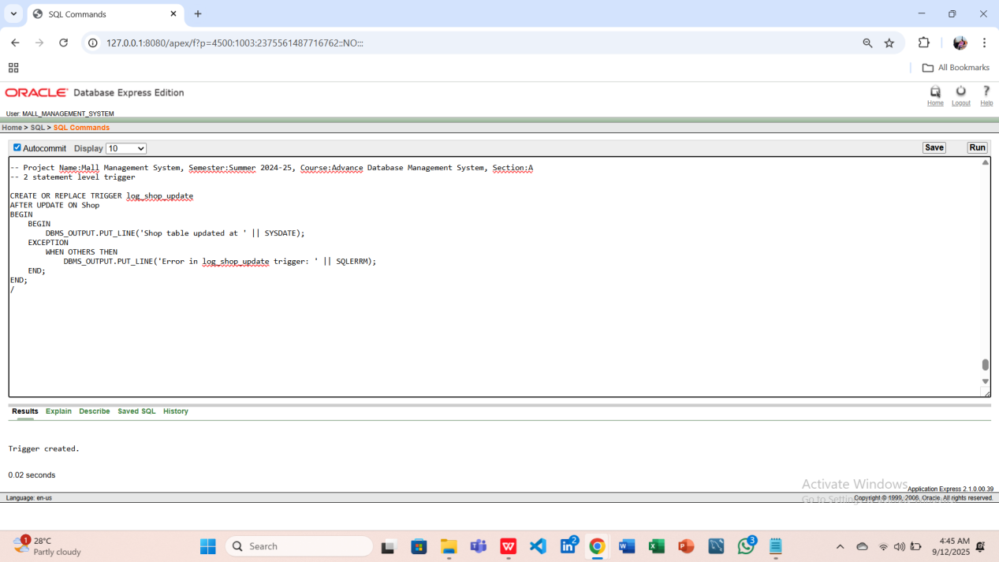 SQL Commands
127.0.0.1:8080/apex/f?p=4500:1003:2375561487716762::NO:::
All Bookmarks
ORACLE Database Express Edition
Home Logout Help
User: MALL_MANAGEMENT_SYSTEM
Home > SQL > SQL Commands
Autocommit Display 10 Save Run
-- Project Name:Mall Management System, Semester:Summer 2024-25, Course:Advance Database Management System, Section:A
-- 2 statement level trigger
CREATE OR REPLACE TRIGGER log_shop_update
AFTER UPDATE ON Shop
BEGIN
    BEGIN
        DBMS_OUTPUT.PUT_LINE('Shop table updated at ' || SYSDATE);
    EXCEPTION
        WHEN OTHERS THEN
            DBMS_OUTPUT.PUT_LINE('Error in log_shop_update trigger: ' || SQLERRM);
    END;
END;
/
Results Explain Describe Saved SQL History
Trigger created.
0.02 seconds
Activate Windows
Application Express 2.1.0.00.39
Language: en-us
Go to Settings
Copyright © 1999, 2006, Oracle. All rights reserved.
1
28°C
Partly cloudy
Search
2
3
4:45 AM
9/12/2025